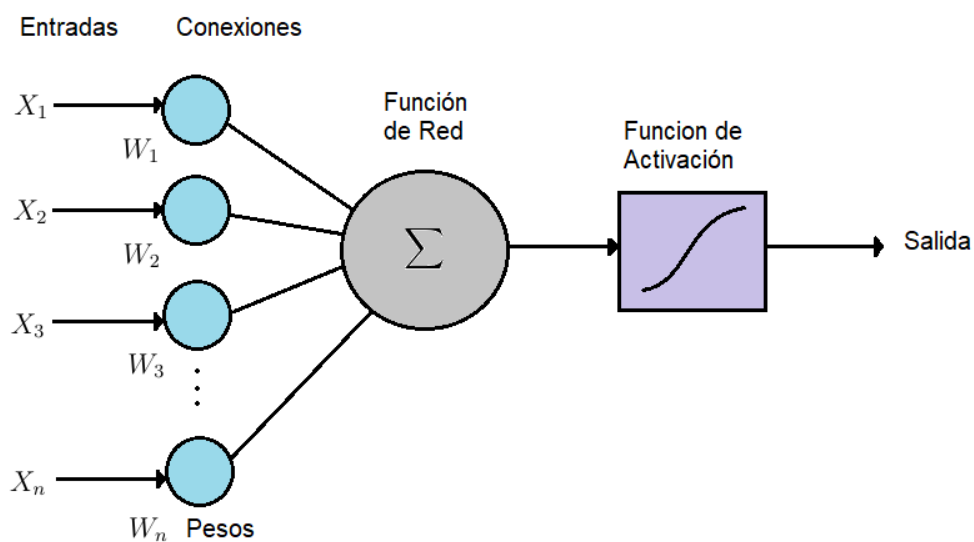 Entradas
Conexiones
X₁
W₁
X₂
W₂
X₃
W₃
Xₙ
Wₙ
Pesos
Función
de Red
Σ
Funcion de
Activación
Salida